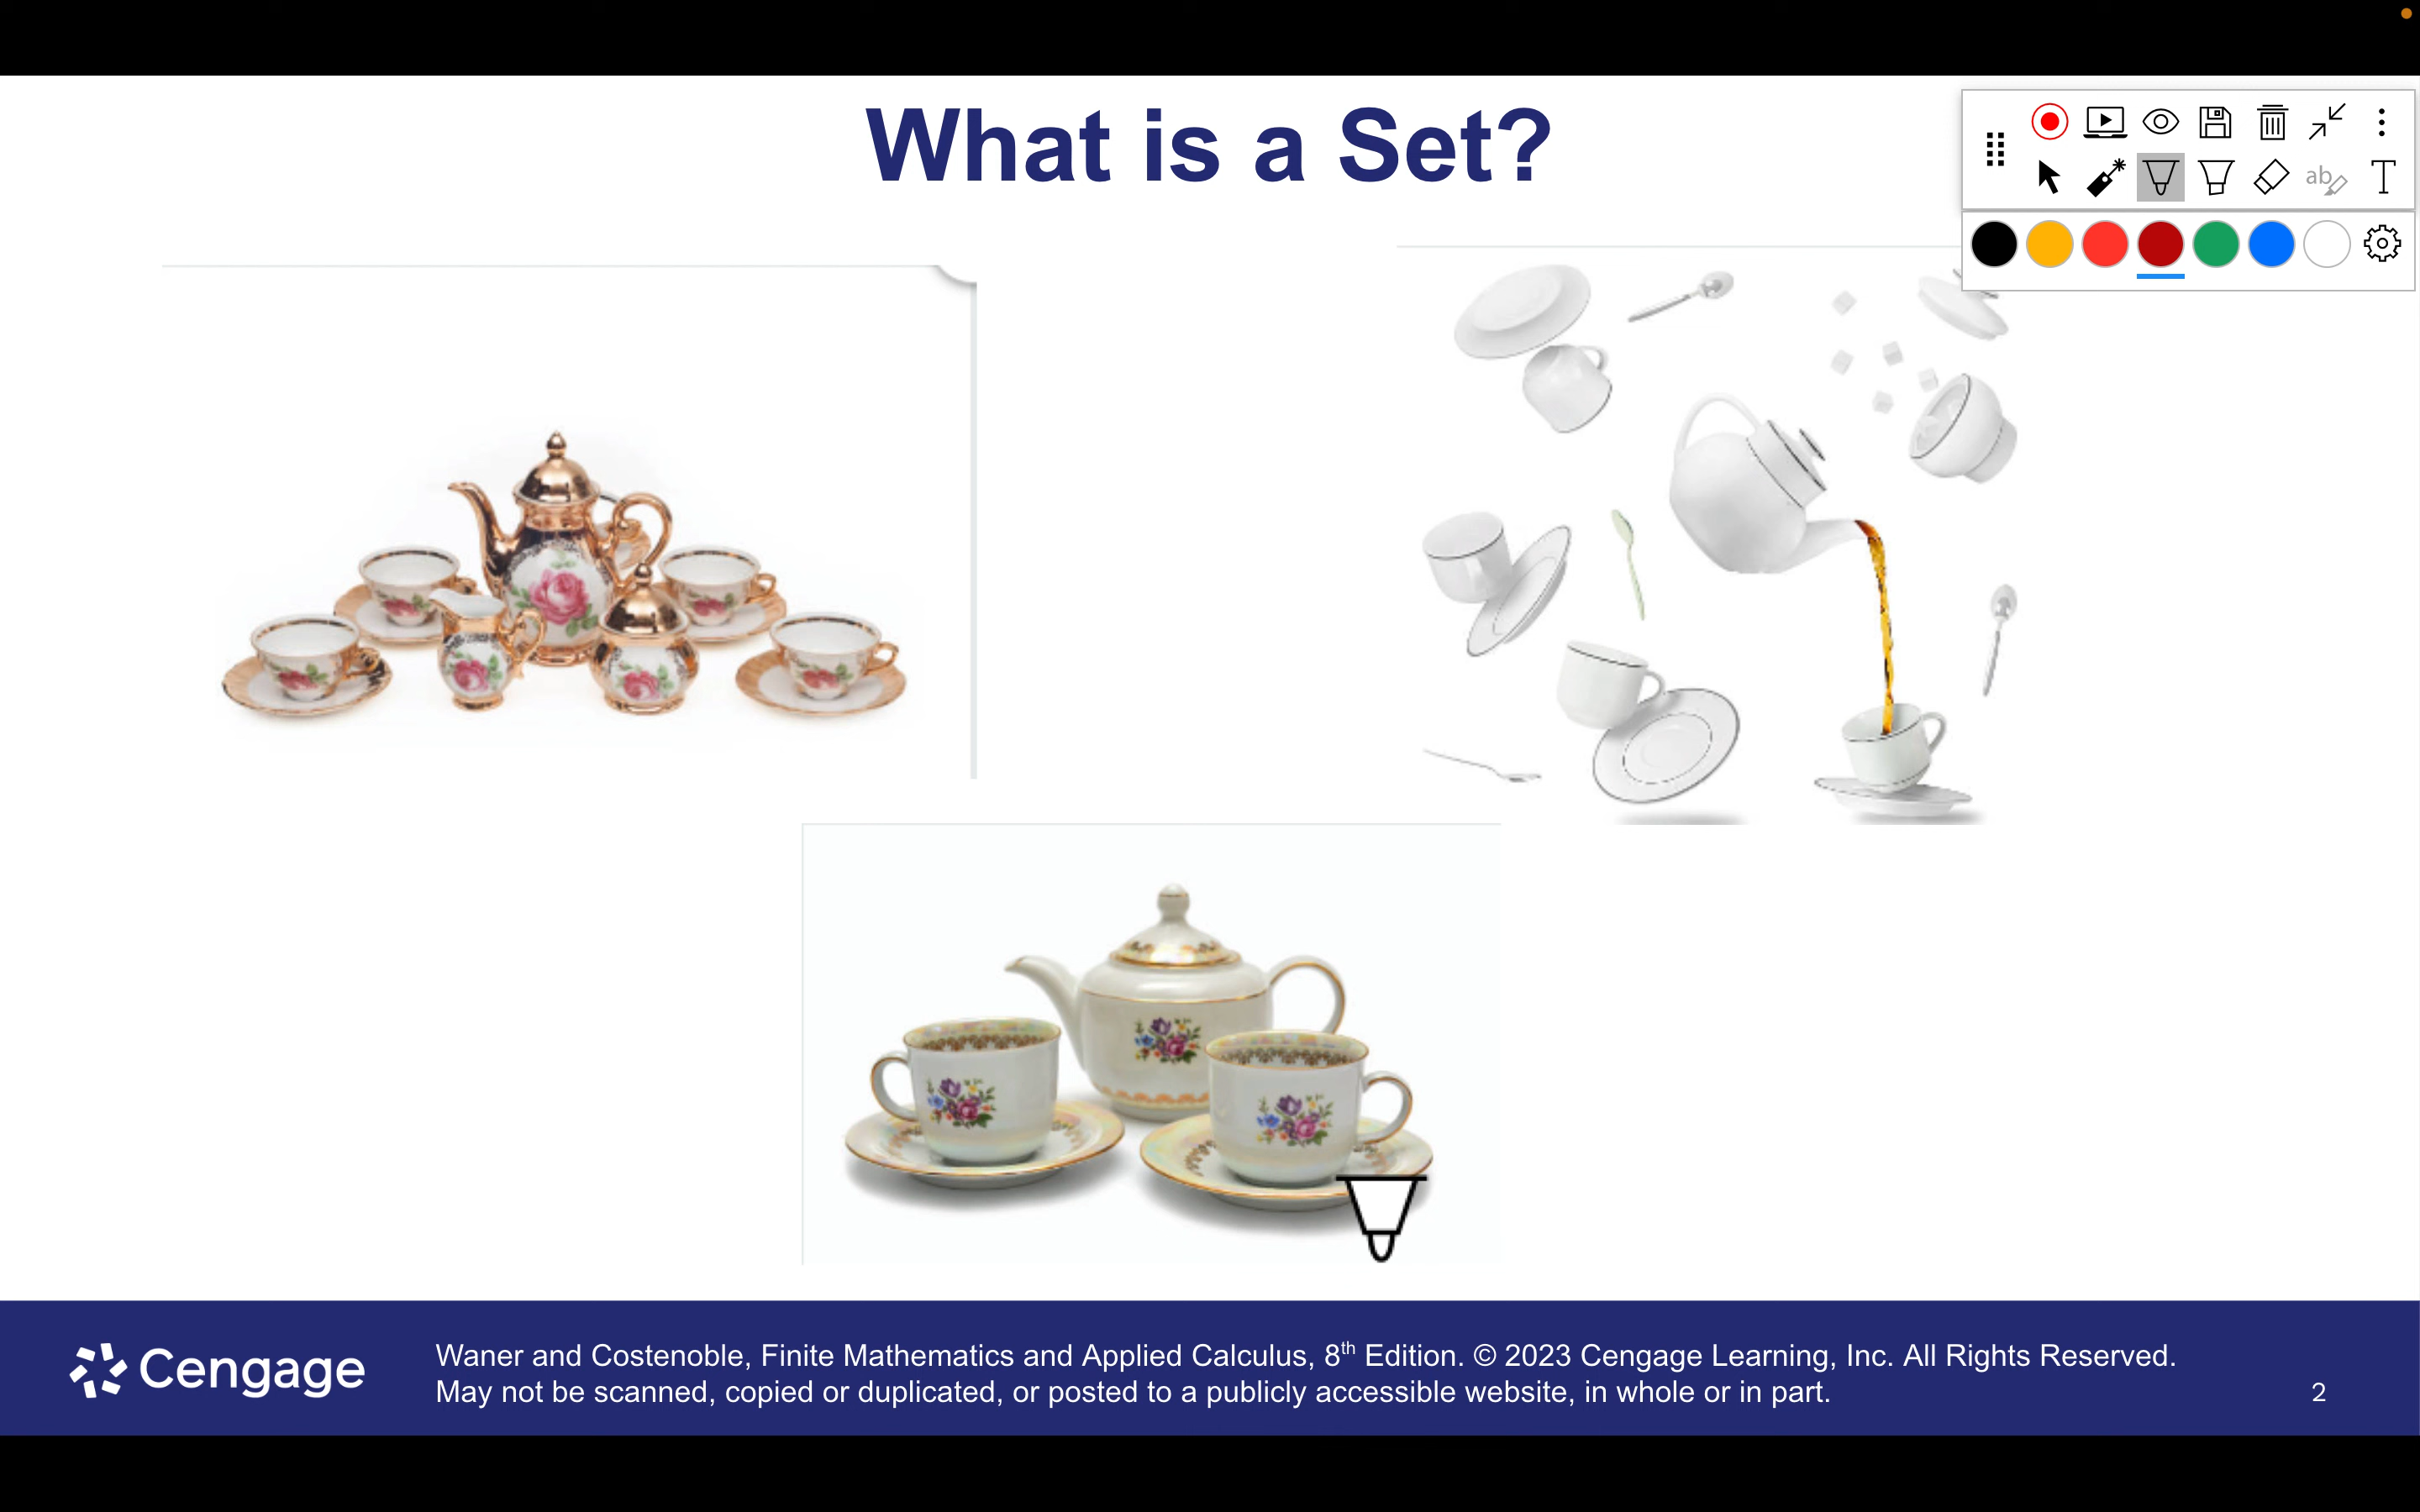 What is a Set?
ab
T
Cengage
Waner and Costenoble, Finite Mathematics and Applied Calculus, 8th Edition. © 2023 Cengage Learning, Inc. All Rights Reserved.
May not be scanned, copied or duplicated, or posted to a publicly accessible website, in whole or in part.
2